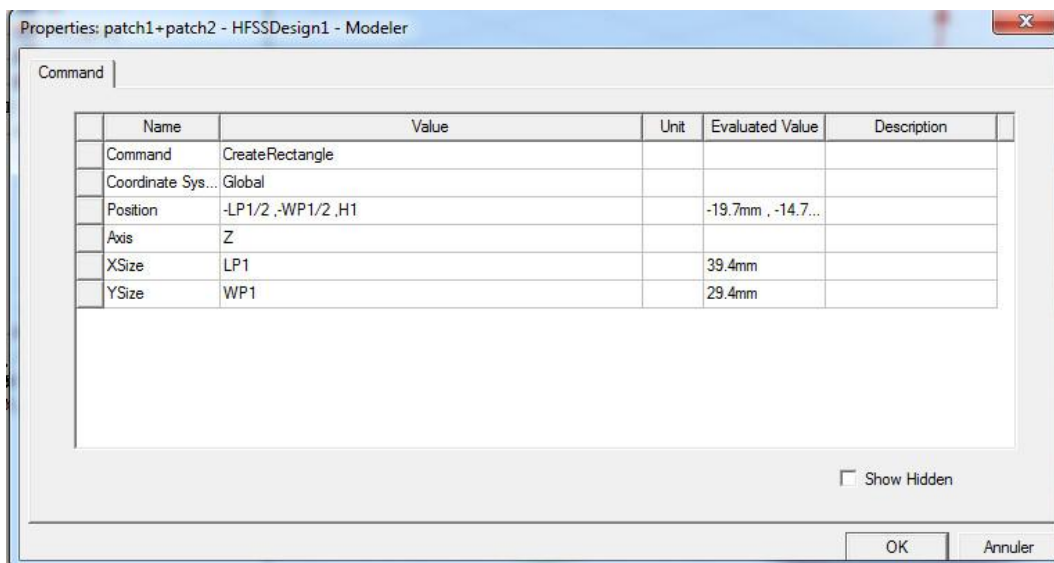 Properties: patch1+patch2 - HFSSDesign1 - Modeler
Command
Name Value Unit Evaluated Value Description
Command CreateRectangle
Coordinate Sys... Global
Position -LP1/2 ,-WP1/2 ,H1 -19.7mm , -14.7...
Axis Z
XSize LP1 39.4mm
YSize WP1 29.4mm
Show Hidden
OK Annuler